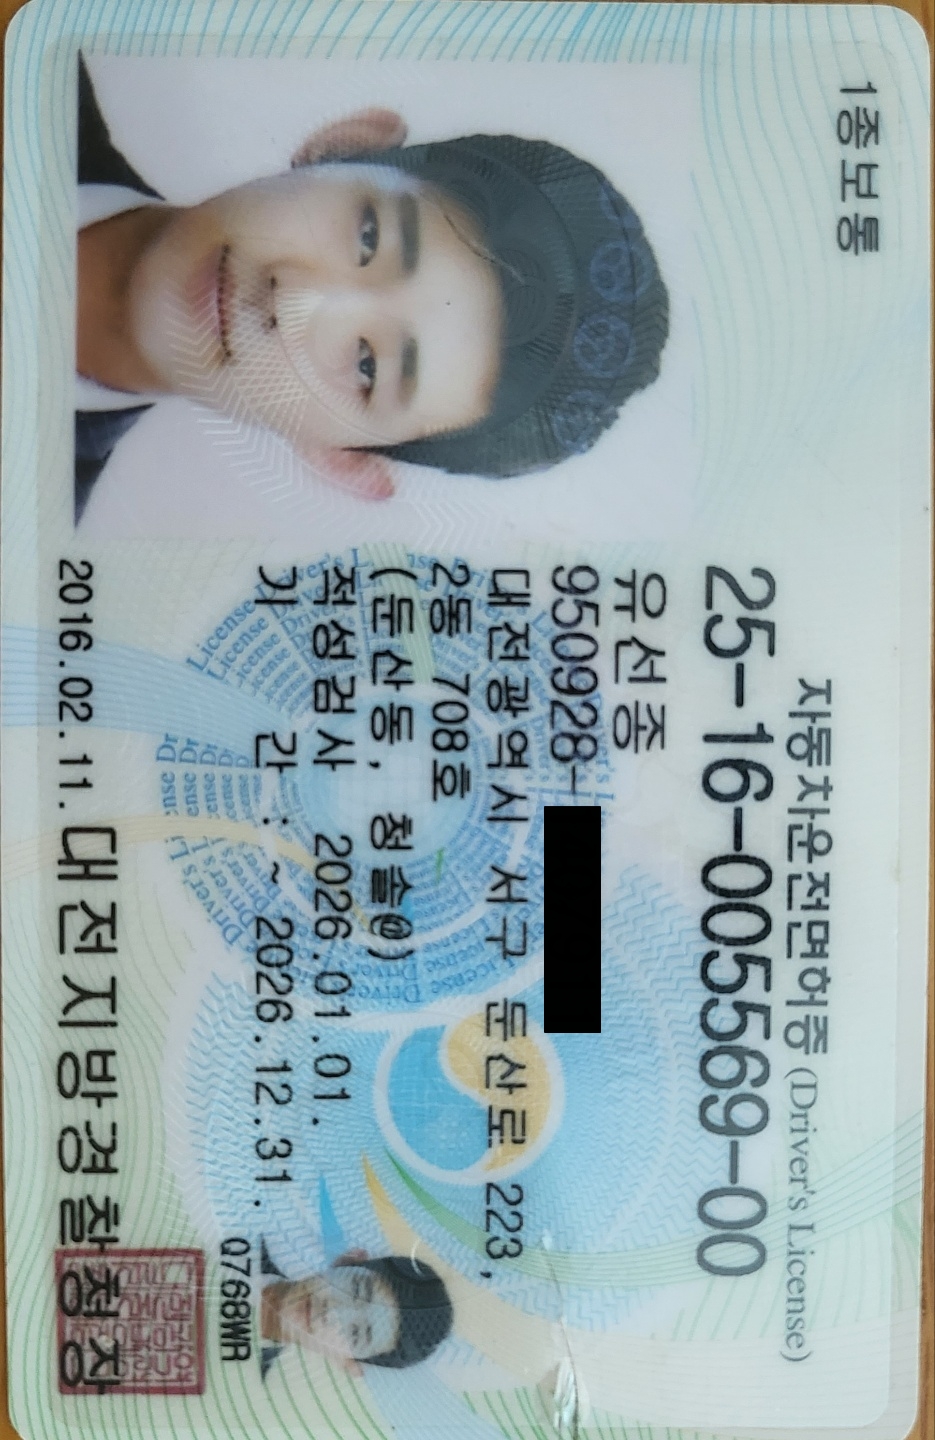 1종보통
자동차운전면허증 (Driver's License)
25-16-005569-00
유선종
950928-
대전광역시 서구 둔산로 223,
2동 708호
(둔산동, 청솔@)
적성검사 2026.01.01.
기 간 : ~ 2026.12.31.
Q768WR
2016.02.11. 대전지방경찰청장